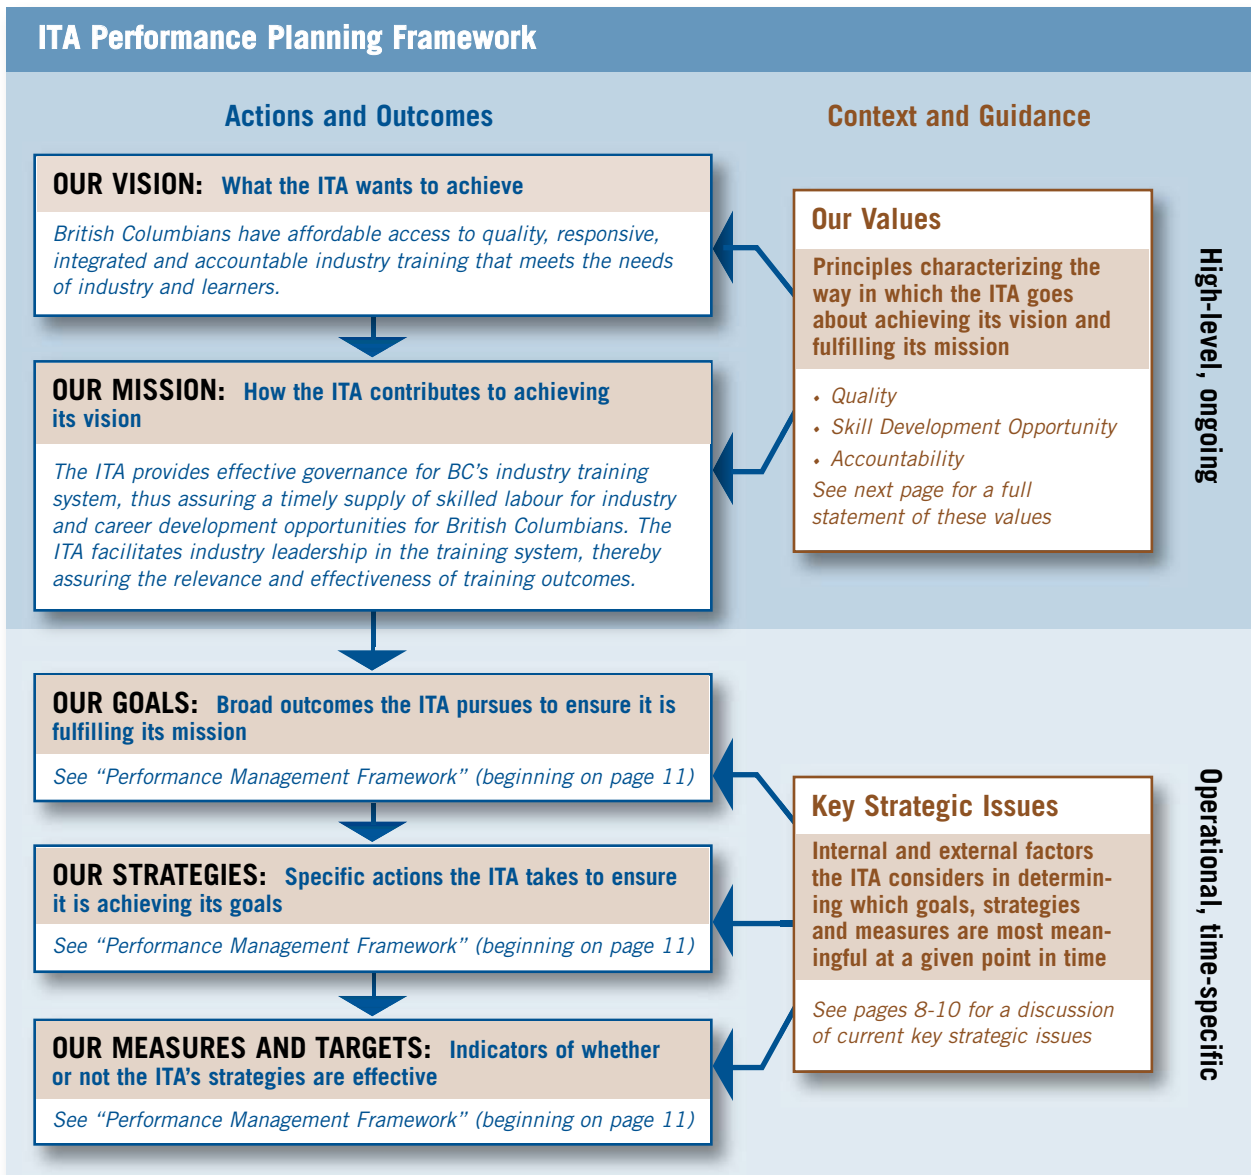 ITA Performance Planning Framework
Actions and Outcomes
OUR VISION: What the ITA wants to achieve
British Columbians have affordable access to quality, responsive,
integrated and accountable industry training that meets the needs
of industry and learners.
OUR MISSION: How the ITA contributes to achieving
its vision
The ITA provides effective governance for BC's industry training
system, thus assuring a timely supply of skilled labour for industry
and career development opportunities for British Columbians. The
ITA facilitates industry leadership in the training system, thereby
assuring the relevance and effectiveness of training outcomes.
OUR GOALS: Broad outcomes the ITA pursues to ensure it is
fulfilling its mission
See “Performance Management Framework” (beginning on page 11)
OUR STRATEGIES: Specific actions the ITA takes to ensure
it is achieving its goals
See “Performance Management Framework” (beginning on page 11)
OUR MEASURES AND TARGETS: Indicators of whether
or not the ITA's strategies are effective
See “Performance Management Framework” (beginning on page 11)
Context and Guidance
Our Values
Principles characterizing the
way in which the ITA goes
about achieving its vision and
fulfilling its mission
• Quality
• Skill Development Opportunity
• Accountability
See next page for a full
statement of these values
Key Strategic Issues
Internal and external factors
the ITA considers in determin-
ing which goals, strategies
and measures are most mean-
ingful at a given point in time
See pages 8-10 for a discussion
of current key strategic issues
High-level, ongoing
Operational, time-specific